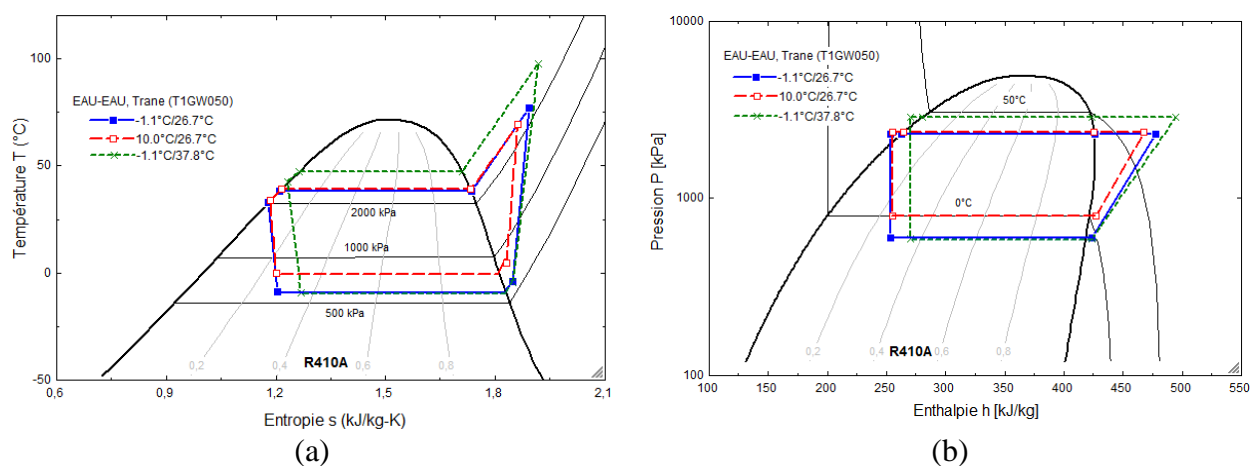 Température T (°C)
100
50
0
-50
EAU-EAU, Trane (T1GW050)
-1.1°C/26.7°C
10.0°C/26.7°C
-1.1°C/37.8°C
2000 kPa
1000 kPa
500 kPa
R410A
0,2
0,4
0,6
0,8
0,6
0,9
1,2
1,5
1,8
2,1
Entropie s (kJ/kg-K)
(a)
Pression P [kPa]
10000
1000
100
EAU-EAU, Trane (T1GW050)
-1.1°C/26.7°C
10.0°C/26.7°C
-1.1°C/37.8°C
50°C
0°C
0,2
0,4
R410A
0,6
0,8
100
150
200
250
300
350
400
450
500
550
Enthalpie h [kJ/kg]
(b)